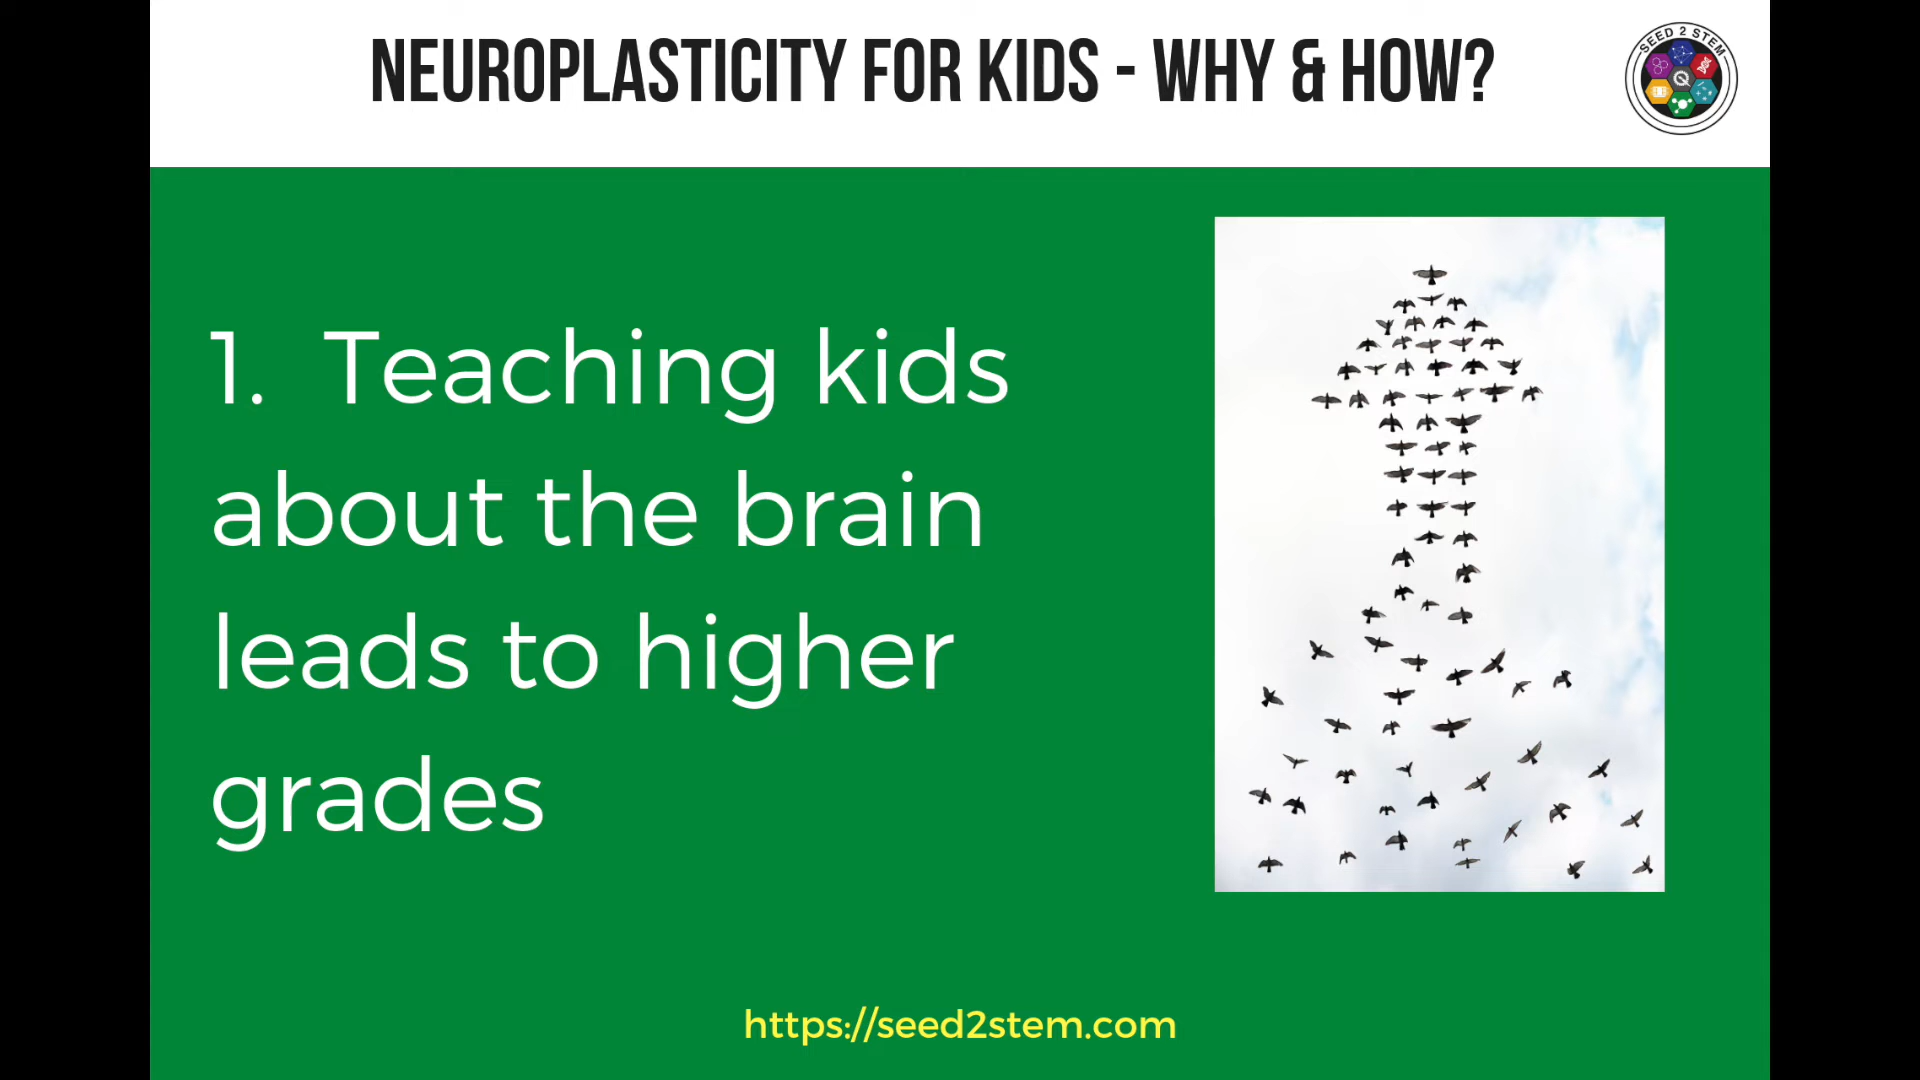 NEUROPLASTICITY FOR KIDS - WHY & HOW?
SEED 2 STEM
1. Teaching kids
about the brain
leads to higher
grades
https://seed2stem.com